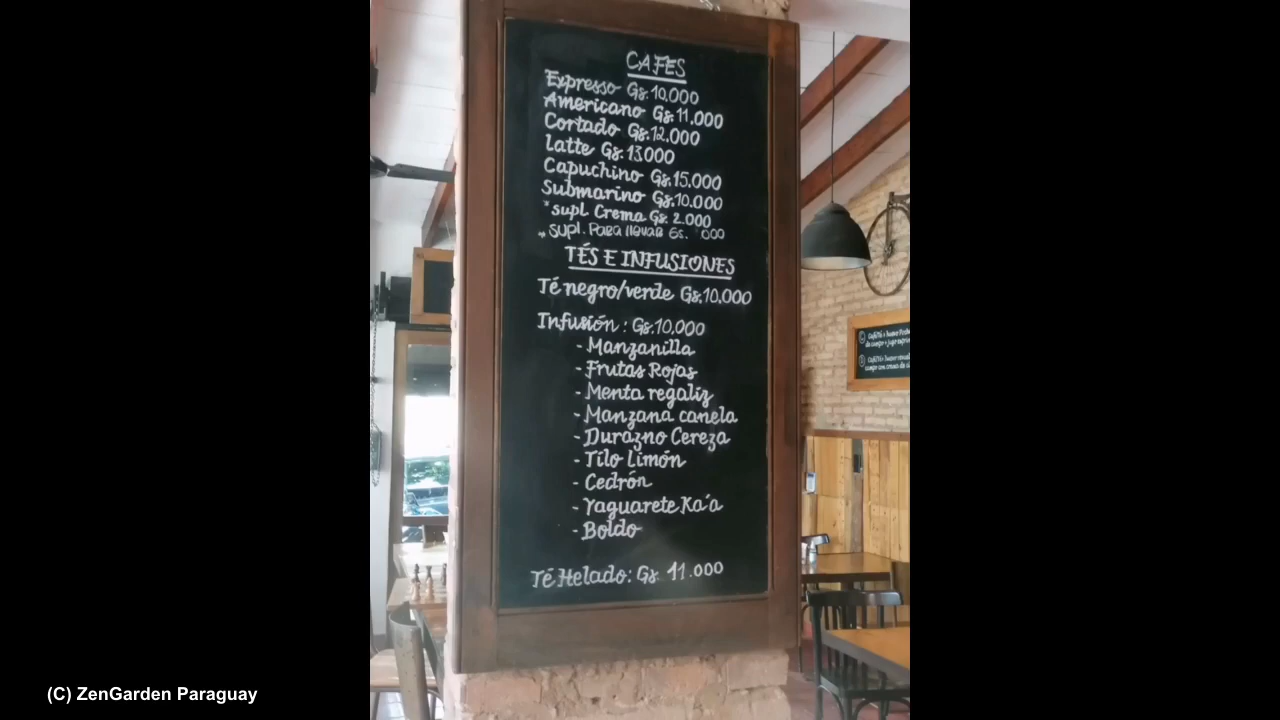 CAFES
Expresso Gs. 10.000
Americano Gs. 11.000
Cortado Gs. 12.000
latte Gs. 13.000
Capuchino Gs. 15.000
Submarino Gs. 10.000
*supl Crema Gs. 2.000
* supl. Para llevar Gs. 000
TÉS E INFUSIONES
Té negro/verde Gs. 10.000
Infusión : Gs. 10.000
- Manzanilla
- Frutas Rojas
- Menta regaliz
- Manzana canela
- Durazno Cereza
- Tilo Limón
- Cedrón
- Yaguarete Ka'a
- Boldo
Té Helado: Gs. 11.000
(C) ZenGarden Paraguay